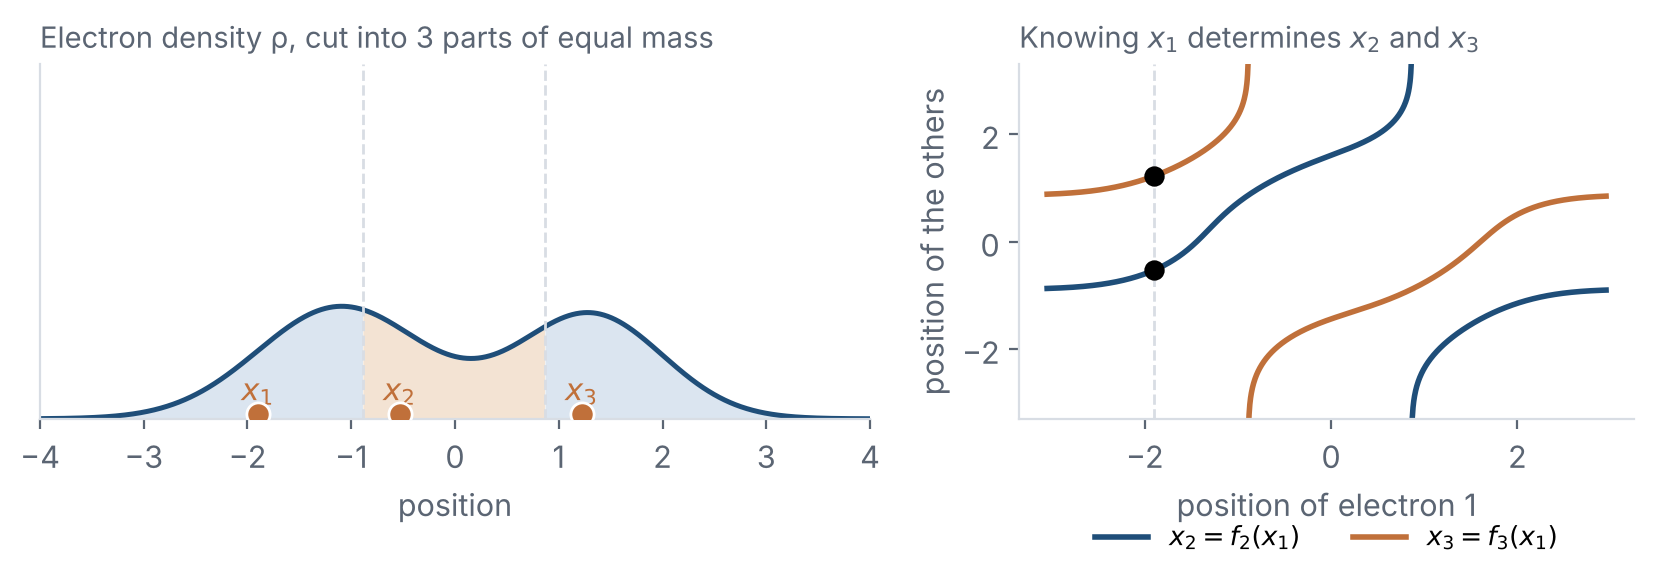 Electron density ρ, cut into 3 parts of equal mass
x₁
x₂
x₃
−4 −3 −2 −1 0 1 2 3 4
position
Knowing x₁ determines x₂ and x₃
position of the others
2
0
−2
−2 0 2
position of electron 1
x₂ = f₂(x₁)
x₃ = f₃(x₁)